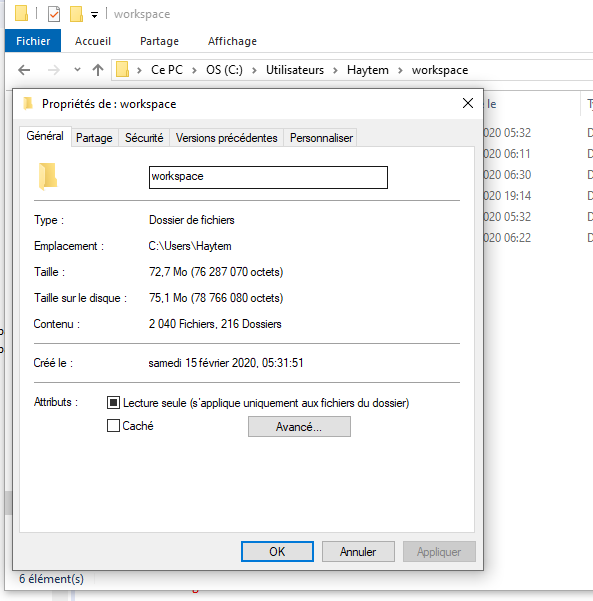 workspace
Fichier Accueil Partage Affichage
Ce PC OS (C:) Utilisateurs Haytem workspace
Propriétés de : workspace
Général Partage Sécurité Versions précédentes Personnaliser
workspace
Type : Dossier de fichiers
Emplacement : C:\Users\Haytem
Taille : 72,7 Mo (76 287 070 octets)
Taille sur le disque : 75,1 Mo (78 766 080 octets)
Contenu : 2 040 Fichiers, 216 Dossiers
Créé le : samedi 15 février 2020, 05:31:51
Attributs : Lecture seule (s'applique uniquement aux fichiers du dossier)
Caché Avancé...
OK Annuler Appliquer
le
020 05:32 D
020 06:11 D
020 06:30 D
020 19:14 D
020 05:32 D
020 06:22 D
6 élément(s)